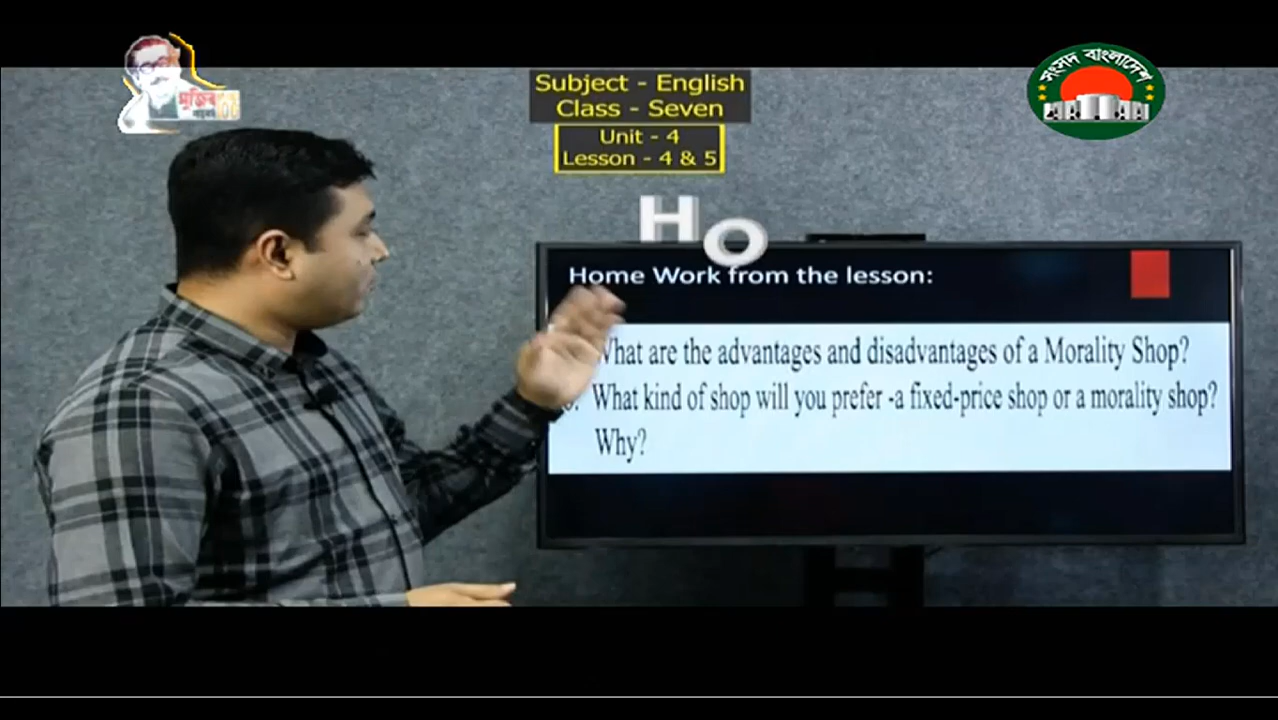 মুজিব
100
সংসদ বাংলাদেশ
Subject - English
Class - Seven
Unit - 4
Lesson - 4 & 5
HO
Home Work from the lesson:
What are the advantages and disadvantages of a Morality Shop?
What kind of shop will you prefer -a fixed-price shop or a morality shop?
Why?